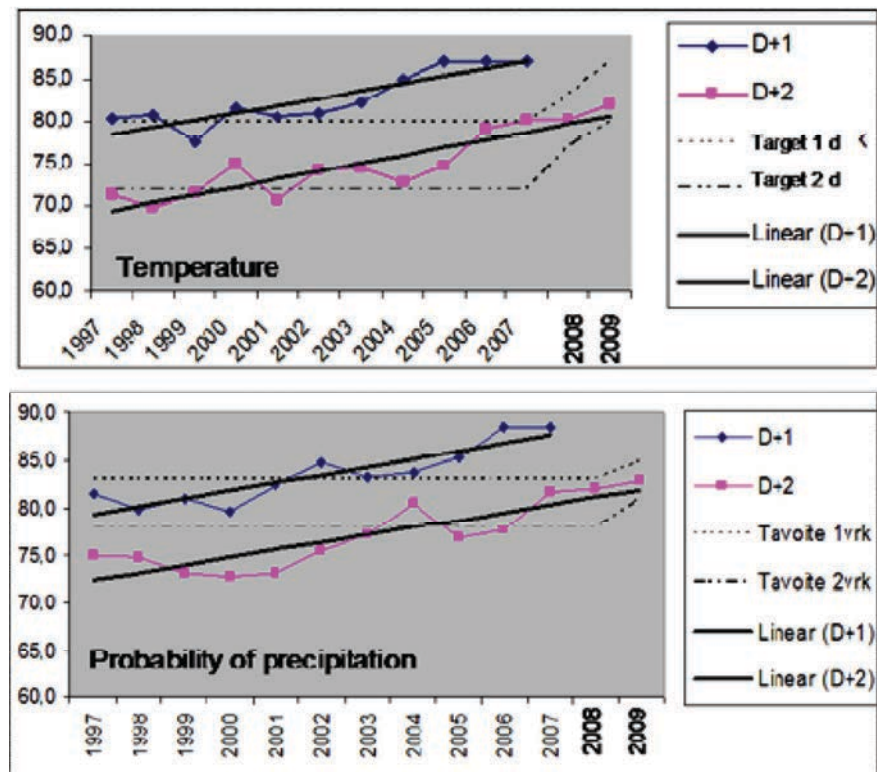 90,0
85,0
80,0
75,0
70,0
65,0
60,0
Temperature
1997
1998
1999
2000
2001
2002
2003
2004
2005
2006
2007
2008
2009
D+1
D+2
Target 1 d
Target 2 d
Linear (D+1)
Linear (D+2)
90,0
85,0
80,0
75,0
70,0
65,0
60,0
Probability of precipitation
1997
1998
1999
2000
2001
2002
2003
2004
2005
2006
2007
2008
2009
D+1
D+2
Tavoite 1vrk
Tavoite 2vrk
Linear (D+1)
Linear (D+2)